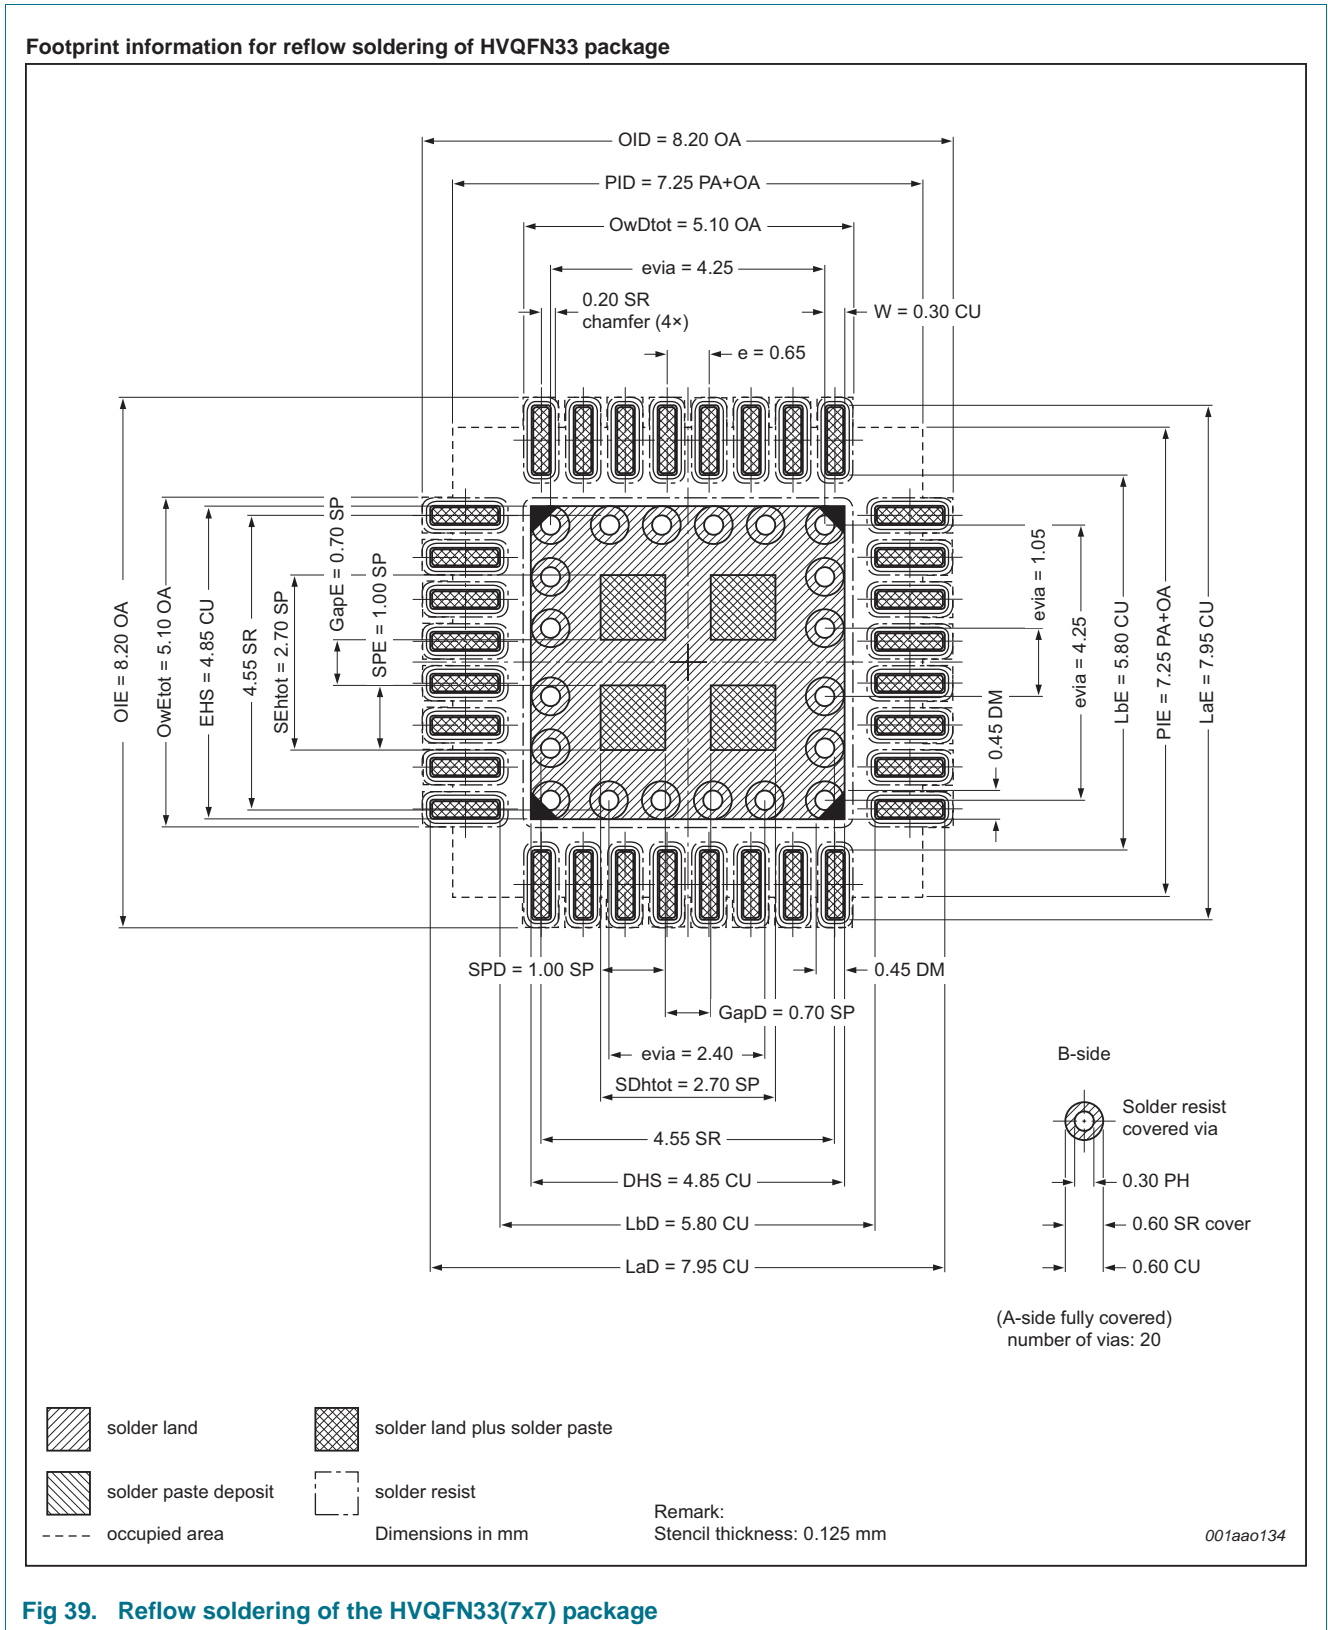 Footprint information for reflow soldering of HVQFN33 package
OID = 8.20 OA
PID = 7.25 PA+OA
OwDtot = 5.10 OA
evia = 4.25
0.20 SR
chamfer (4×)
W = 0.30 CU
e = 0.65
OIE = 8.20 OA
OwEtot = 5.10 OA
EHS = 4.85 CU
4.55 SR
SEhtot = 2.70 SP
GapE = 0.70 SP
SPE = 1.00 SP
evia = 1.05
0.45 DM
evia = 4.25
LbE = 5.80 CU
PIE = 7.25 PA+OA
LaE = 7.95 CU
SPD = 1.00 SP
0.45 DM
GapD = 0.70 SP
evia = 2.40
SDhtot = 2.70 SP
4.55 SR
DHS = 4.85 CU
LbD = 5.80 CU
LaD = 7.95 CU
B-side
Solder resist
covered via
0.30 PH
0.60 SR cover
0.60 CU
(A-side fully covered)
number of vias: 20
solder land
solder land plus solder paste
solder paste deposit
solder resist
occupied area
Dimensions in mm
Remark:
Stencil thickness: 0.125 mm
001aao134
Fig 39. Reflow soldering of the HVQFN33(7x7) package